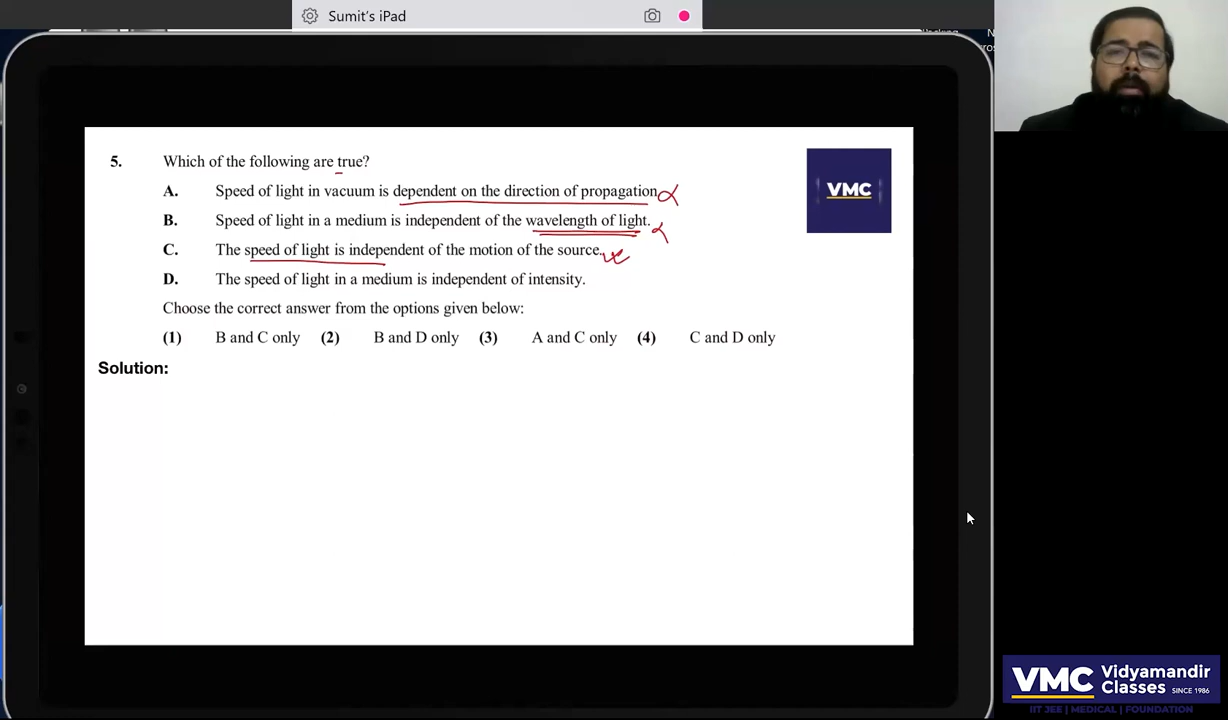 Sumit's iPad
5. Which of the following are true?
A. Speed of light in vacuum is dependent on the direction of propagation
B. Speed of light in a medium is independent of the wavelength of light.
C. The speed of light is independent of the motion of the source.
D. The speed of light in a medium is independent of intensity.
Choose the correct answer from the options given below:
(1) B and C only (2) B and D only (3) A and C only (4) C and D only
Solution:
VMC
VMC Vidyamandir Classes SINCE 1986
IIT JEE | MEDICAL | FOUNDATION